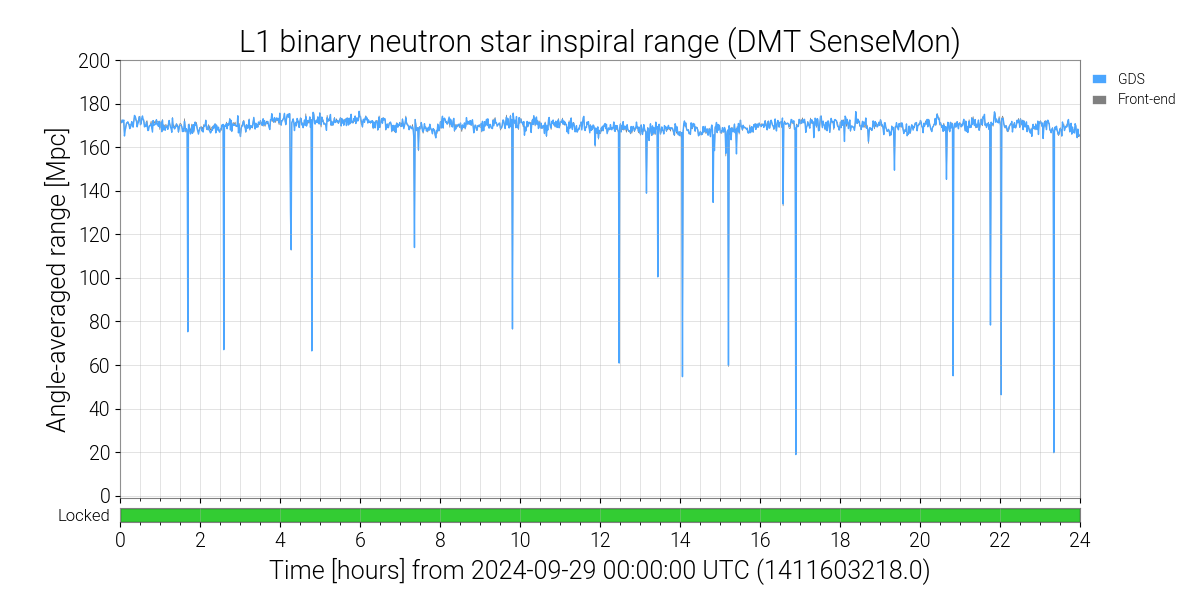 L1 binary neutron star inspiral range (DMT SenseMon)
200
180
160
140
120
100
80
60
40
20
0
Angle-averaged range [Mpc]
GDS
Front-end
Locked
0 2 4 6 8 10 12 14 16 18 20 22 24
Time [hours] from 2024-09-29 00:00:00 UTC (1411603218.0)